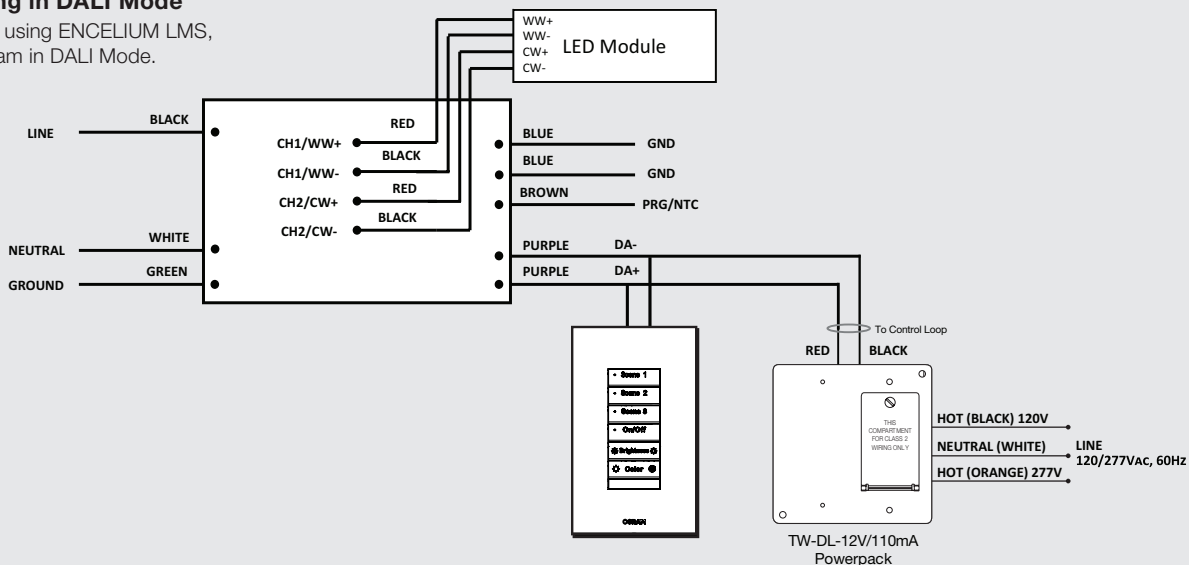 ng in DALI Mode
using ENCELIUM LMS,
am in DALI Mode.
WW+
WW-
CW+
CW-
LED Module
LINE
BLACK
NEUTRAL
WHITE
GROUND
GREEN
CH1/WW+
RED
CH1/WW-
BLACK
CH2/CW+
RED
CH2/CW-
BLACK
BLUE
GND
BLUE
GND
BROWN
PRG/NTC
PURPLE
DA-
PURPLE
DA+
To Control Loop
RED
BLACK
Scene 1
Scene 2
Scene 3
On/Off
Brightness
Color
OSRAM
THIS
COMPARTMENT
FOR CLASS 2
WIRING ONLY
HOT (BLACK) 120V
NEUTRAL (WHITE)
HOT (ORANGE) 277V
LINE
120/277VAC, 60Hz
TW-DL-12V/110mA
Powerpack